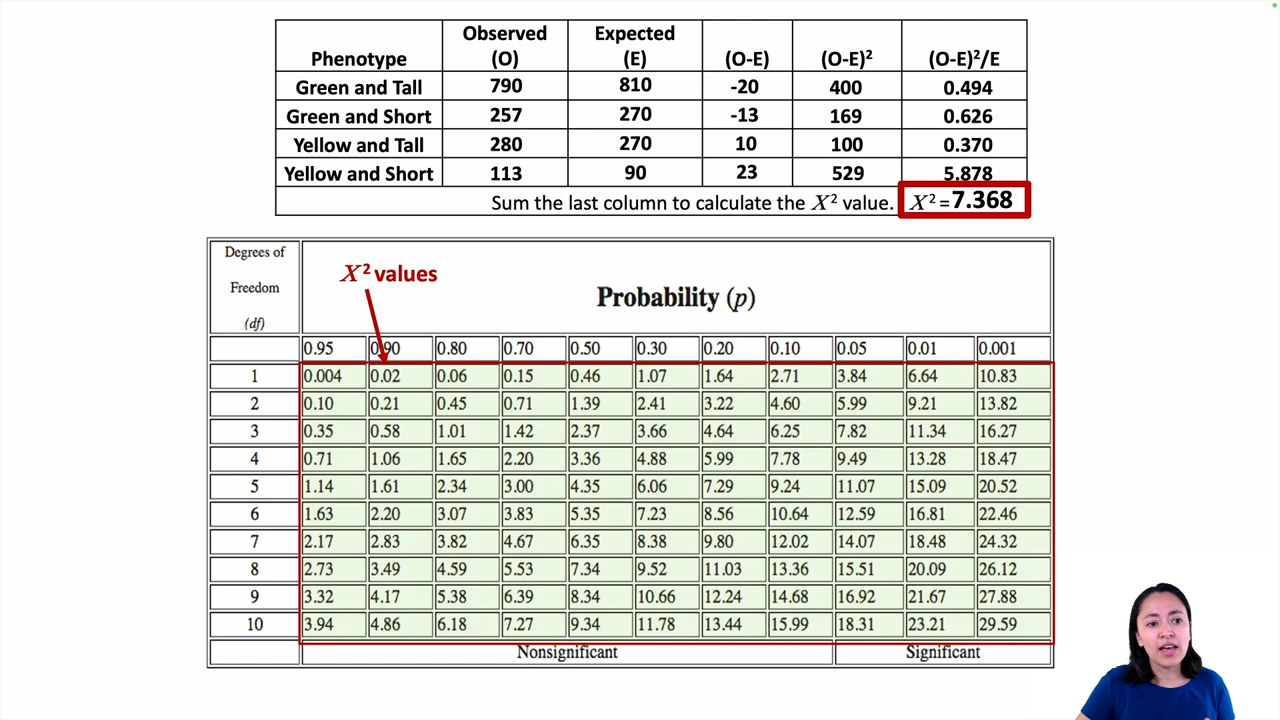 Phenotype Observed (O) Expected (E) (O-E) (O-E)² (O-E)²/E
Green and Tall 790 810 -20 400 0.494
Green and Short 257 270 -13 169 0.626
Yellow and Tall 280 270 10 100 0.370
Yellow and Short 113 90 23 529 5.878
Sum the last column to calculate the X² value. X² = 7.368
Degrees of Freedom (df)
X² values
Probability (p)
0.95 0.90 0.80 0.70 0.50 0.30 0.20 0.10 0.05 0.01 0.001
1 0.004 0.02 0.06 0.15 0.46 1.07 1.64 2.71 3.84 6.64 10.83
2 0.10 0.21 0.45 0.71 1.39 2.41 3.22 4.60 5.99 9.21 13.82
3 0.35 0.58 1.01 1.42 2.37 3.66 4.64 6.25 7.82 11.34 16.27
4 0.71 1.06 1.65 2.20 3.36 4.88 5.99 7.78 9.49 13.28 18.47
5 1.14 1.61 2.34 3.00 4.35 6.06 7.29 9.24 11.07 15.09 20.52
6 1.63 2.20 3.07 3.83 5.35 7.23 8.56 10.64 12.59 16.81 22.46
7 2.17 2.83 3.82 4.67 6.35 8.38 9.80 12.02 14.07 18.48 24.32
8 2.73 3.49 4.59 5.53 7.34 9.52 11.03 13.36 15.51 20.09 26.12
9 3.32 4.17 5.38 6.39 8.34 10.66 12.24 14.68 16.92 21.67 27.88
10 3.94 4.86 6.18 7.27 9.34 11.78 13.44 15.99 18.31 23.21 29.59
Nonsignificant Significant